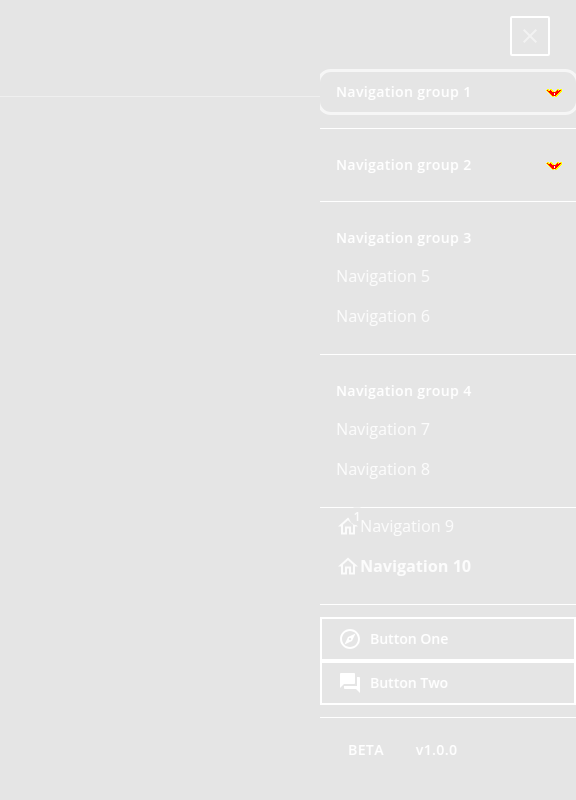 Navigation group 1
Navigation group 2
Navigation group 3
Navigation 5
Navigation 6
Navigation group 4
Navigation 7
Navigation 8
1
Navigation 9
Navigation 10
Button One
Button Two
BETA v1.0.0